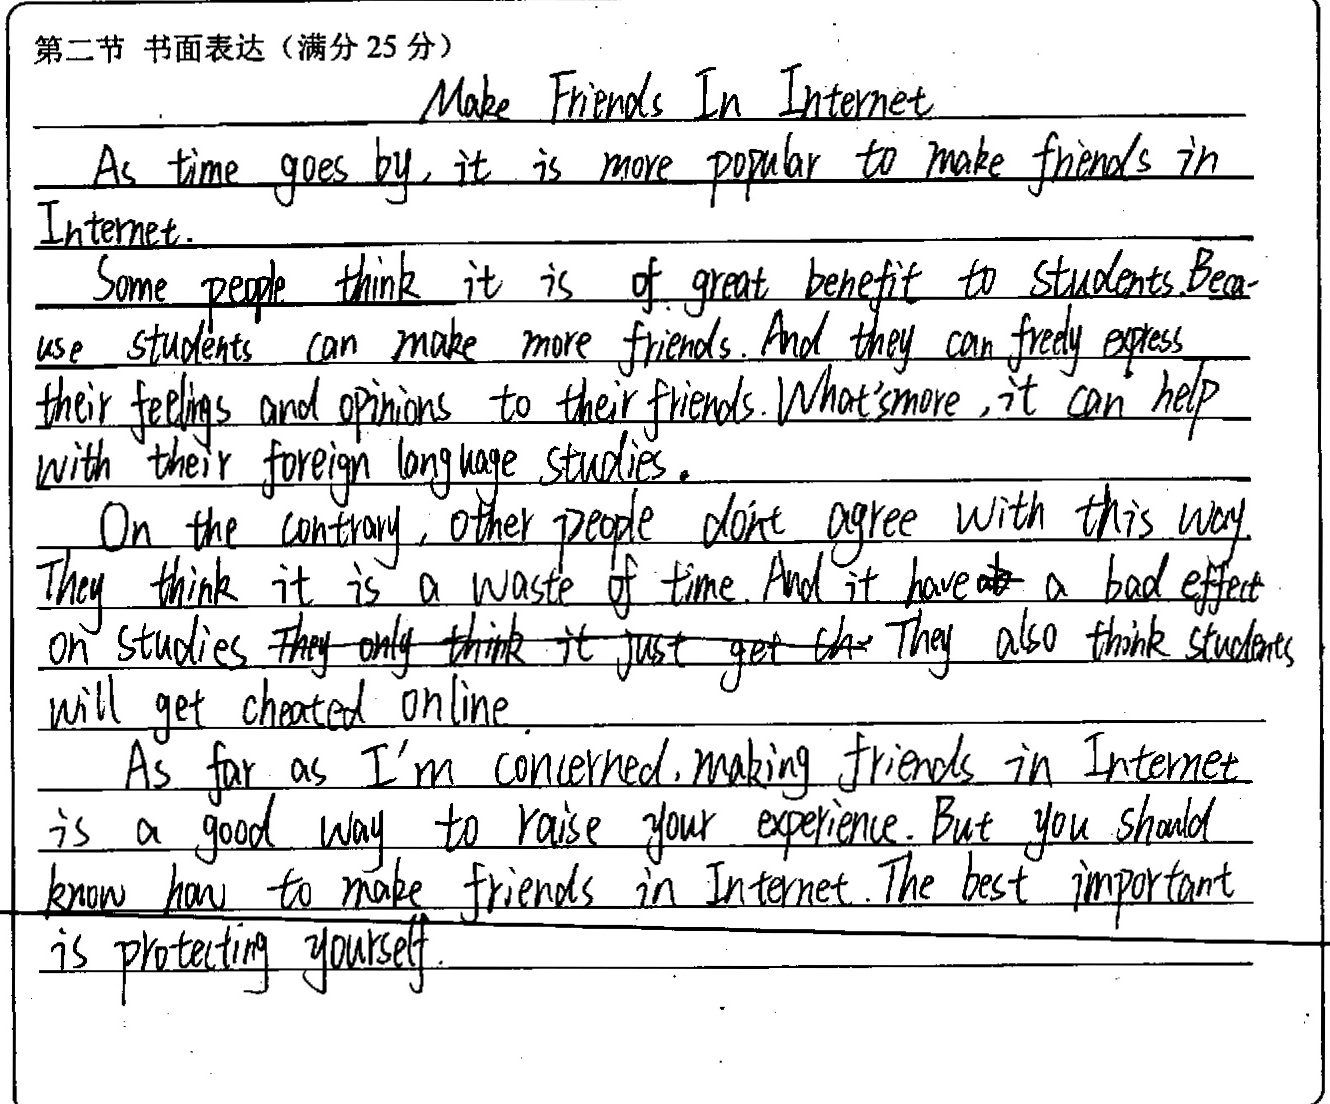 第二节 书面表达（满分 25 分）
Make Friends In Internet
As time goes by, it is more popular to make friends in
Internet.
Some people think it is of great benefit to students. Beca-
use students can make more friends. And they can freely express
their feelings and opinions to their friends. What's more, it can help
with their foreign language studies.
On the contrary, other people don't agree with this way.
They think it is a waste of time. And it have a bad effect
on studies They only think it just get They also think students
will get cheated online
As far as I'm concerned, making friends in Internet
is a good way to raise your experience. But you should
know how to make friends in Internet. The best important
is protecting yourself.